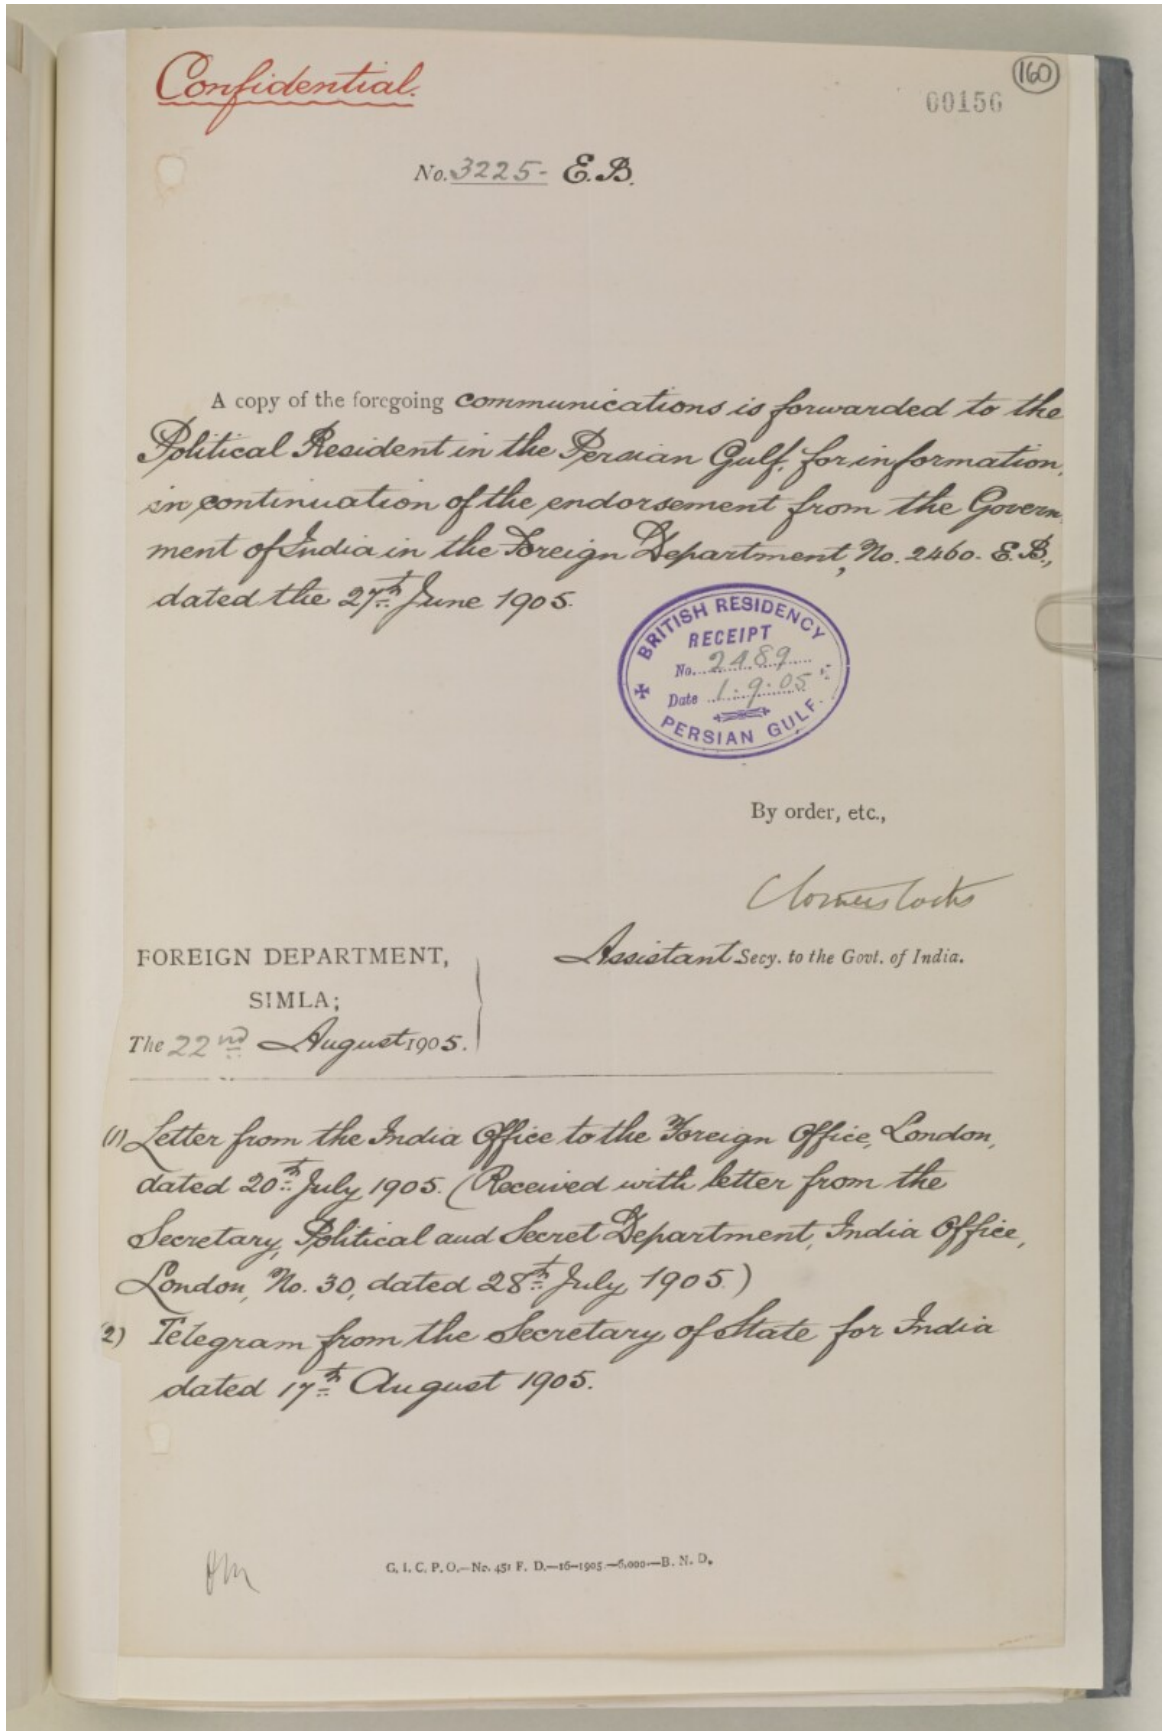 Confidential.
160
00156
No. 3225- E.B.
A copy of the foregoing communications is forwarded to the
Political Resident in the Persian Gulf, for information,
in continuation of the endorsement from the Govern
ment of India in the Foreign Department, No. 2460- E.B.,
dated the 27th June 1905.
BRITISH RESIDENCY
RECEIPT
No. 2489
Date 1.9.05
PERSIAN GULF.
By order, etc.,
Assistant Secy. to the Govt. of India.
FOREIGN DEPARTMENT,
SIMLA;
The 22nd August 1905.
(1) Letter from the India Office to the Foreign Office, London,
dated 20th July 1905. (Received with letter from the
Secretary, Political and Secret Department, India Office,
London, No. 30, dated 28th July 1905.)
2) Telegram from the Secretary of State for India
dated 17th August 1905.
G. I. C. P. O.—No. 451 F. D.—16—1905.—6,000—B. N. D.